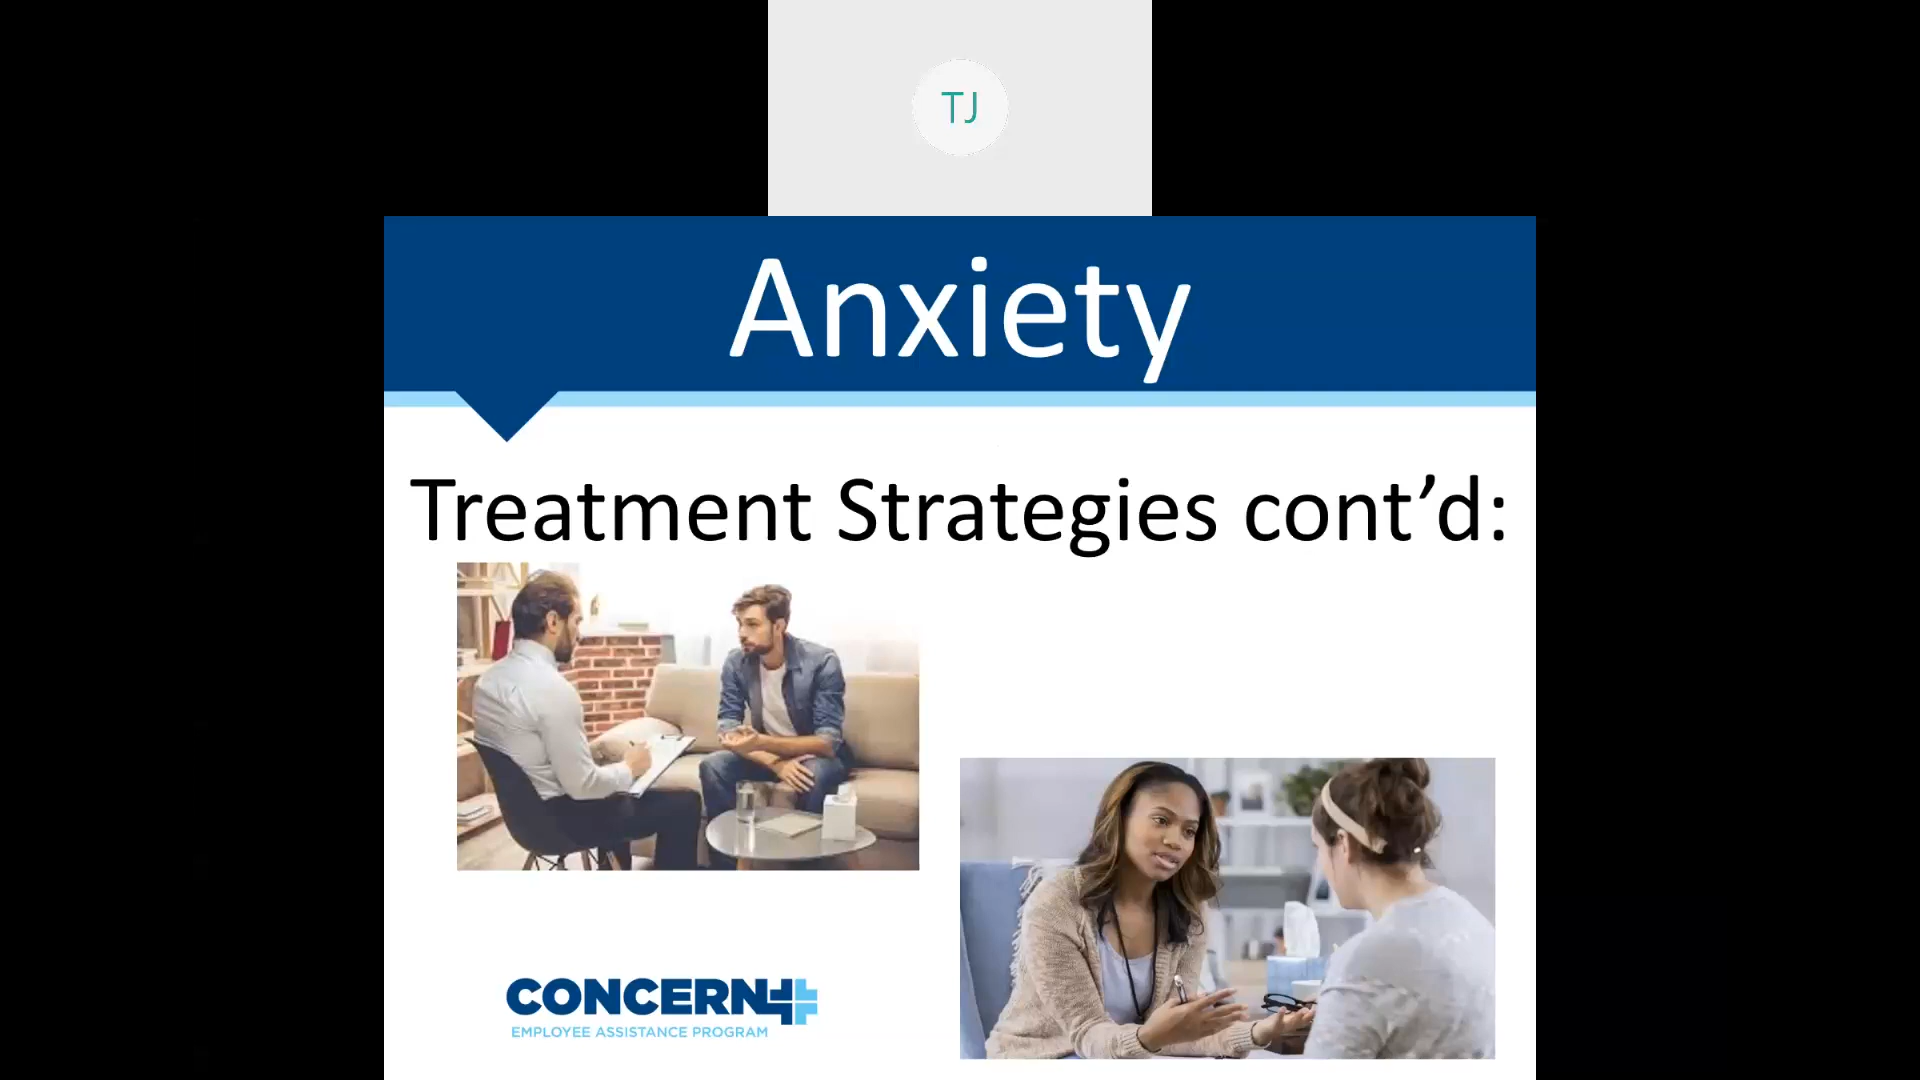 TJ
Anxiety
Treatment Strategies cont’d:
CONCERN
EMPLOYEE ASSISTANCE PROGRAM